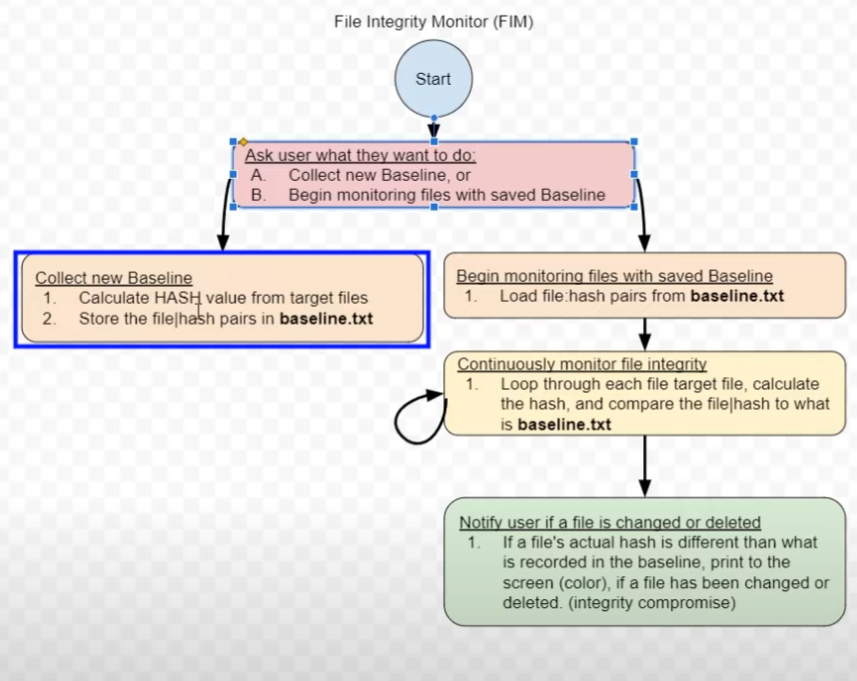 File Integrity Monitor (FIM)
Start
Ask user what they want to do:
A. Collect new Baseline, or
B. Begin monitoring files with saved Baseline
Collect new Baseline
1. Calculate HASH value from target files
2. Store the file|hash pairs in baseline.txt
Begin monitoring files with saved Baseline
1. Load file:hash pairs from baseline.txt
Continuously monitor file integrity
1. Loop through each file target file, calculate
the hash, and compare the file|hash to what
is baseline.txt
Notify user if a file is changed or deleted
1. If a file's actual hash is different than what
is recorded in the baseline, print to the
screen (color), if a file has been changed or
deleted. (integrity compromise)